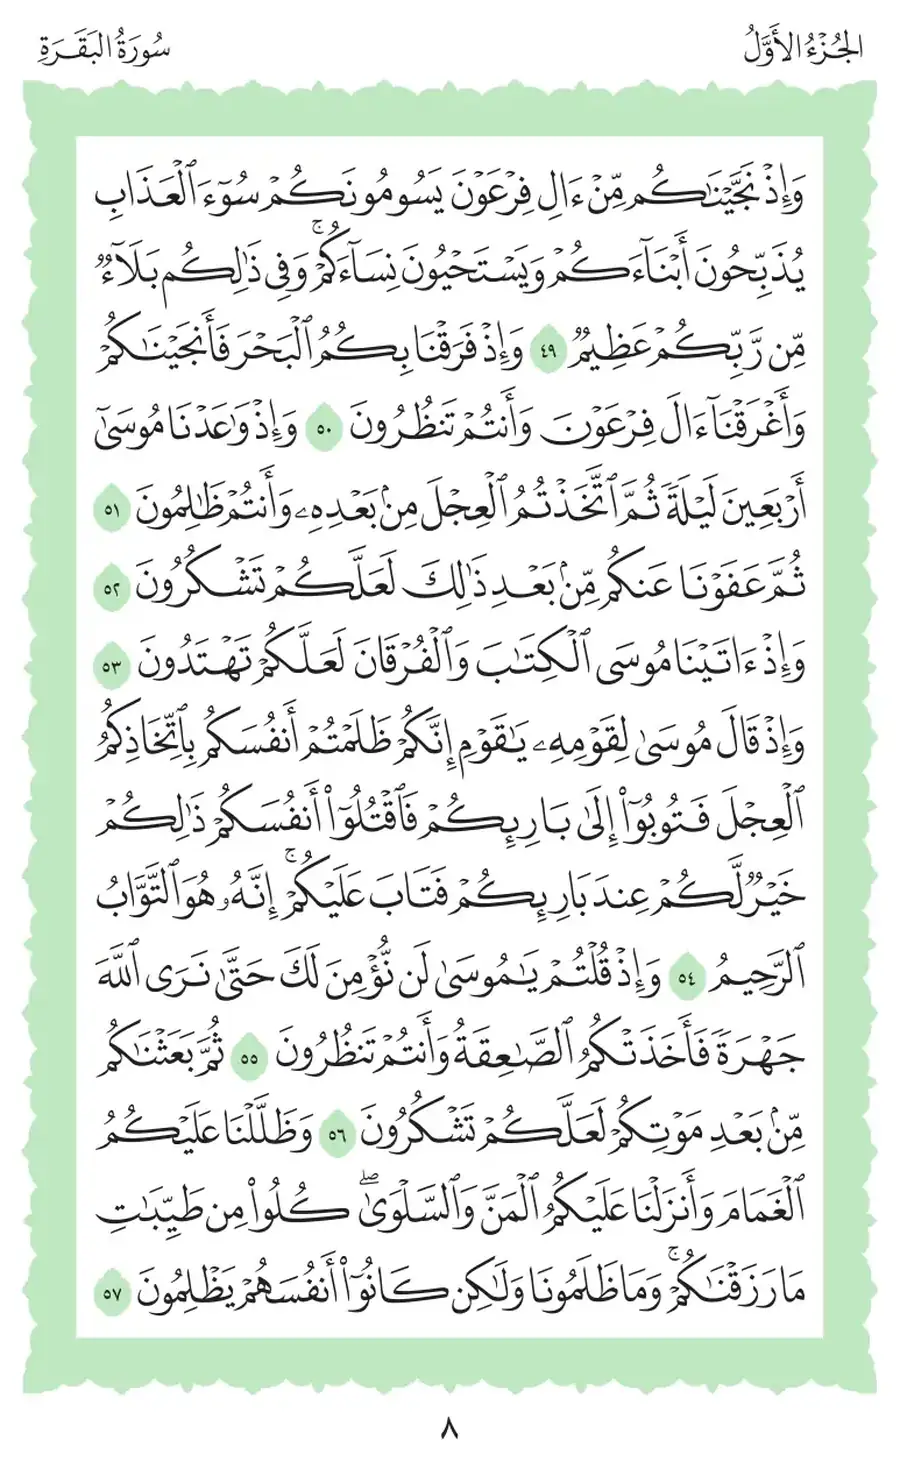 الجُزْءُ الأَوَّلُ
سُورَةُ البَقَرَةِ
وَإِذْ نَجَّيْنَٰكُم مِّنْ ءَالِ فِرْعَوْنَ يَسُومُونَكُمْ سُوٓءَ ٱلْعَذَابِ
يُذَبِّحُونَ أَبْنَآءَكُمْ وَيَسْتَحْيُونَ نِسَآءَكُمْۚ وَفِى ذَٰلِكُم بَلَآءٌ
مِّن رَّبِّكُمْ عَظِيمٌ ٤٩ وَإِذْ فَرَقْنَا بِكُمُ ٱلْبَحْرَ فَأَنجَيْنَٰكُمْ
وَأَغْرَقْنَآ ءَالَ فِرْعَوْنَ وَأَنتُمْ تَنظُرُونَ ٥٠ وَإِذْ وَٰعَدْنَا مُوسَىٰٓ
أَرْبَعِينَ لَيْلَةً ثُمَّ ٱتَّخَذْتُمُ ٱلْعِجْلَ مِنۢ بَعْدِهِۦ وَأَنتُمْ ظَٰلِمُونَ ٥١
ثُمَّ عَفَوْنَا عَنكُم مِّنۢ بَعْدِ ذَٰلِكَ لَعَلَّكُمْ تَشْكُرُونَ ٥٢
وَإِذْ ءَاتَيْنَا مُوسَى ٱلْكِتَٰبَ وَٱلْفُرْقَانَ لَعَلَّكُمْ تَهْتَدُونَ ٥٣
وَإِذْ قَالَ مُوسَىٰ لِقَوْمِهِۦ يَٰقَوْمِ إِنَّكُمْ ظَلَمْتُمْ أَنفُسَكُم بِٱتِّخَاذِكُمُ
ٱلْعِجْلَ فَتُوبُوٓا۟ إِلَىٰ بَارِئِكُمْ فَٱقْتُلُوٓا۟ أَنفُسَكُمْ ذَٰلِكُمْ
خَيْرٌ لَّكُمْ عِندَ بَارِئِكُمْ فَتَابَ عَلَيْكُمْۚ إِنَّهُۥ هُوَ ٱلتَّوَّابُ
ٱلرَّحِيمُ ٥٤ وَإِذْ قُلْتُمْ يَٰمُوسَىٰ لَن نُّؤْمِنَ لَكَ حَتَّىٰ نَرَى ٱللَّهَ
جَهْرَةً فَأَخَذَتْكُمُ ٱلصَّٰعِقَةُ وَأَنتُمْ تَنظُرُونَ ٥٥ ثُمَّ بَعَثْنَٰكُم
مِّنۢ بَعْدِ مَوْتِكُمْ لَعَلَّكُمْ تَشْكُرُونَ ٥٦ وَظَلَّلْنَا عَلَيْكُمُ
ٱلْغَمَامَ وَأَنزَلْنَا عَلَيْكُمُ ٱلْمَنَّ وَٱلسَّلْوَىٰۖ كُلُوا۟ مِن طَيِّبَٰتِ
مَا رَزَقْنَٰكُمْۚ وَمَا ظَلَمُونَا وَلَٰكِن كَانُوٓا۟ أَنفُسَهُمْ يَظْلِمُونَ ٥٧
٨